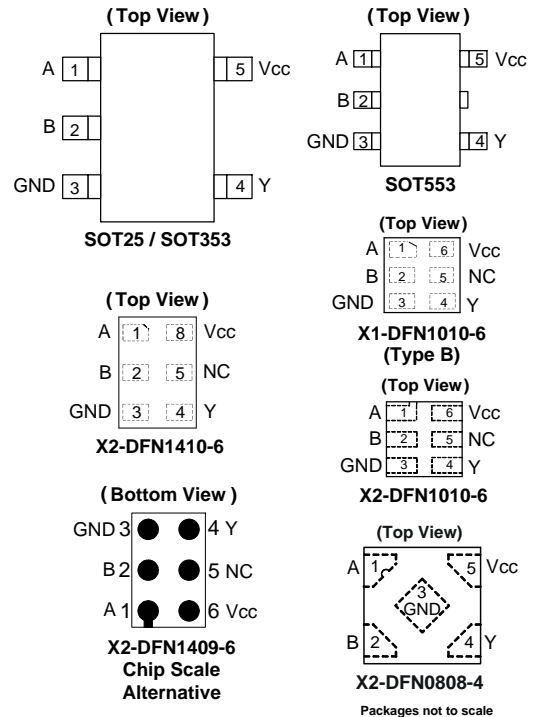 (Top View)
A 1 5 Vcc
B 2
GND 3 4 Y
SOT25 / SOT353
(Top View)
A 1 5 Vcc
B 2
GND 3 4 Y
SOT553
(Top View)
A 1 6 Vcc
B 2 5 NC
GND 3 4 Y
X1-DFN1010-6
(Type B)
(Top View)
A 1 8 Vcc
B 2 5 NC
GND 3 4 Y
X2-DFN1410-6
(Top View)
A 1 6 Vcc
B 2 5 NC
GND 3 4 Y
X2-DFN1010-6
(Bottom View)
GND 3 4 Y
B 2 5 NC
A 1 6 Vcc
X2-DFN1409-6
Chip Scale
Alternative
(Top View)
A 1 5 Vcc
3
GND
B 2 4 Y
X2-DFN0808-4
Packages not to scale